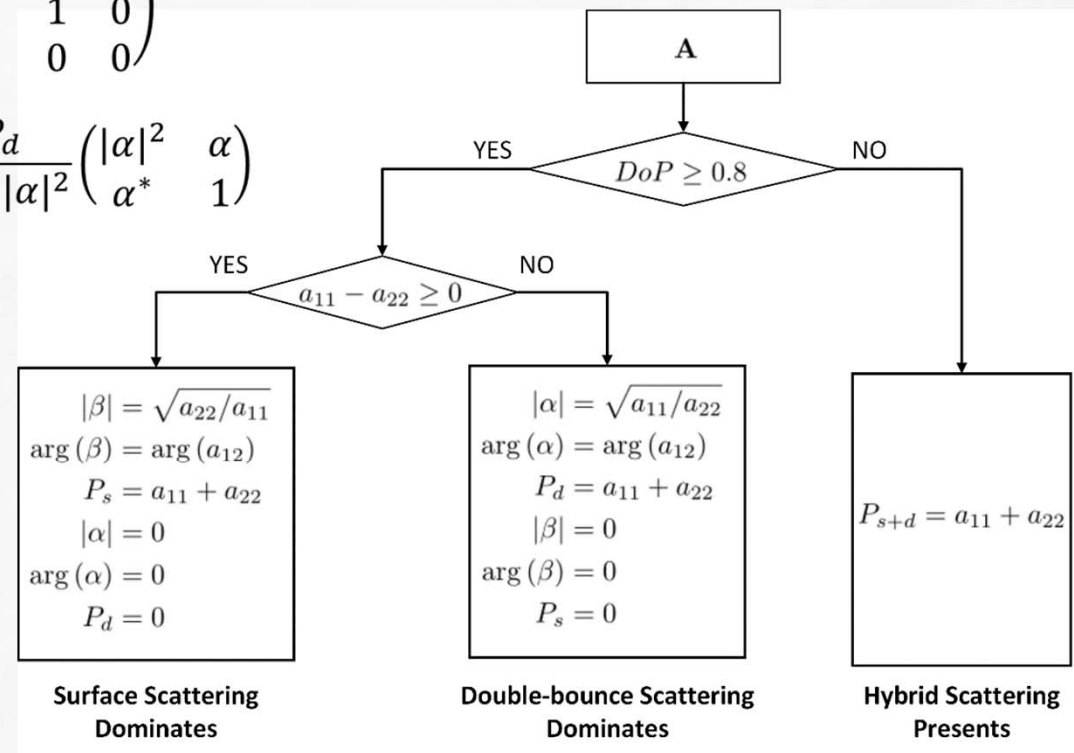 1 0
0 0
|α|² α
|α|² α* 1
A
YES
DoP ≥ 0.8
NO
YES
a₁₁ − a₂₂ ≥ 0
NO
|β| = √a₂₂/a₁₁
arg (β) = arg (a₁₂)
Pₛ = a₁₁ + a₂₂
|α| = 0
arg (α) = 0
P_d = 0
|α| = √a₁₁/a₂₂
arg (α) = arg (a₁₂)
P_d = a₁₁ + a₂₂
|β| = 0
arg (β) = 0
Pₛ = 0
P_{s+d} = a₁₁ + a₂₂
Surface Scattering
Dominates
Double-bounce Scattering
Dominates
Hybrid Scattering
Presents